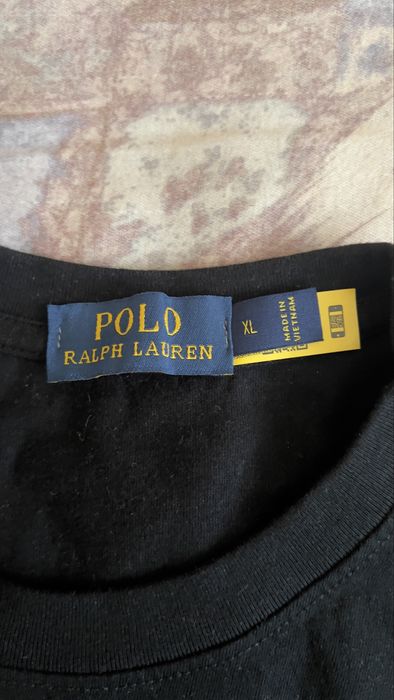 POLO
RALPH LAUREN
XL
MADE IN
VIETNAM